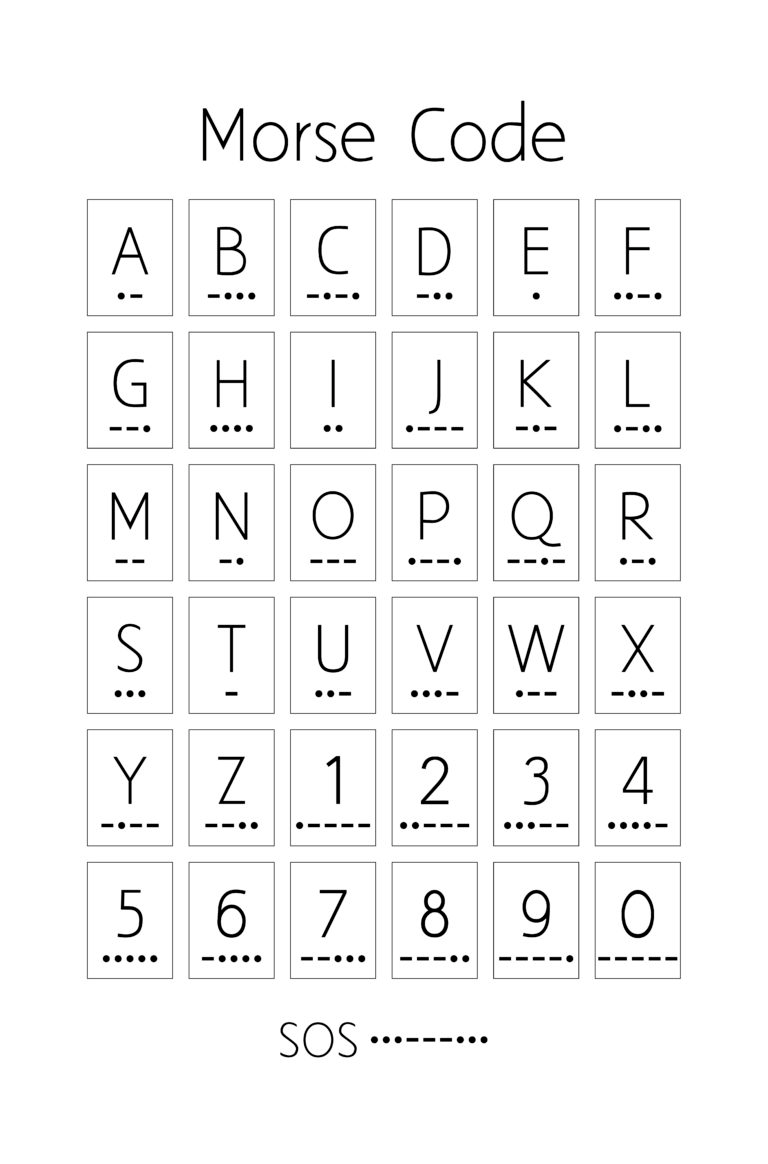 Morse Code
A B C D E F
•– –••• –•–• –•• • ••–•
G H I J K L
––• •••• •• •––– –•– •–••
M N O P Q R
–– –• ––– •––• ––•– •–•
S T U V W X
••• – ••– •••– •–– –••–
Y Z 1 2 3 4
–•–– ––•• •–––– ••––– •••–– ••••–
5 6 7 8 9 0
••••• –•••• ––••• –––•• ––––• –––––
SOS •••–––•••